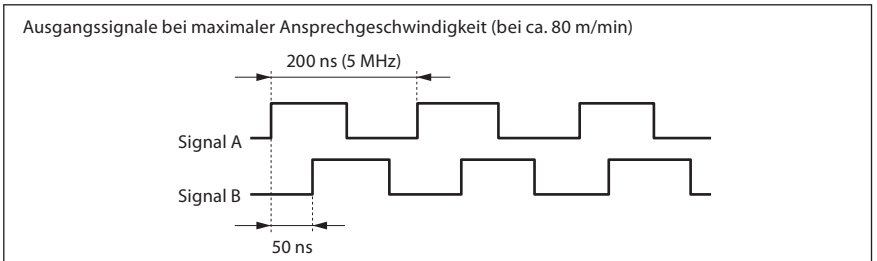 Ausgangssignale bei maximaler Ansprechgeschwindigkeit (bei ca. 80 m/min)
200 ns (5 MHz)
Signal A
Signal B
50 ns